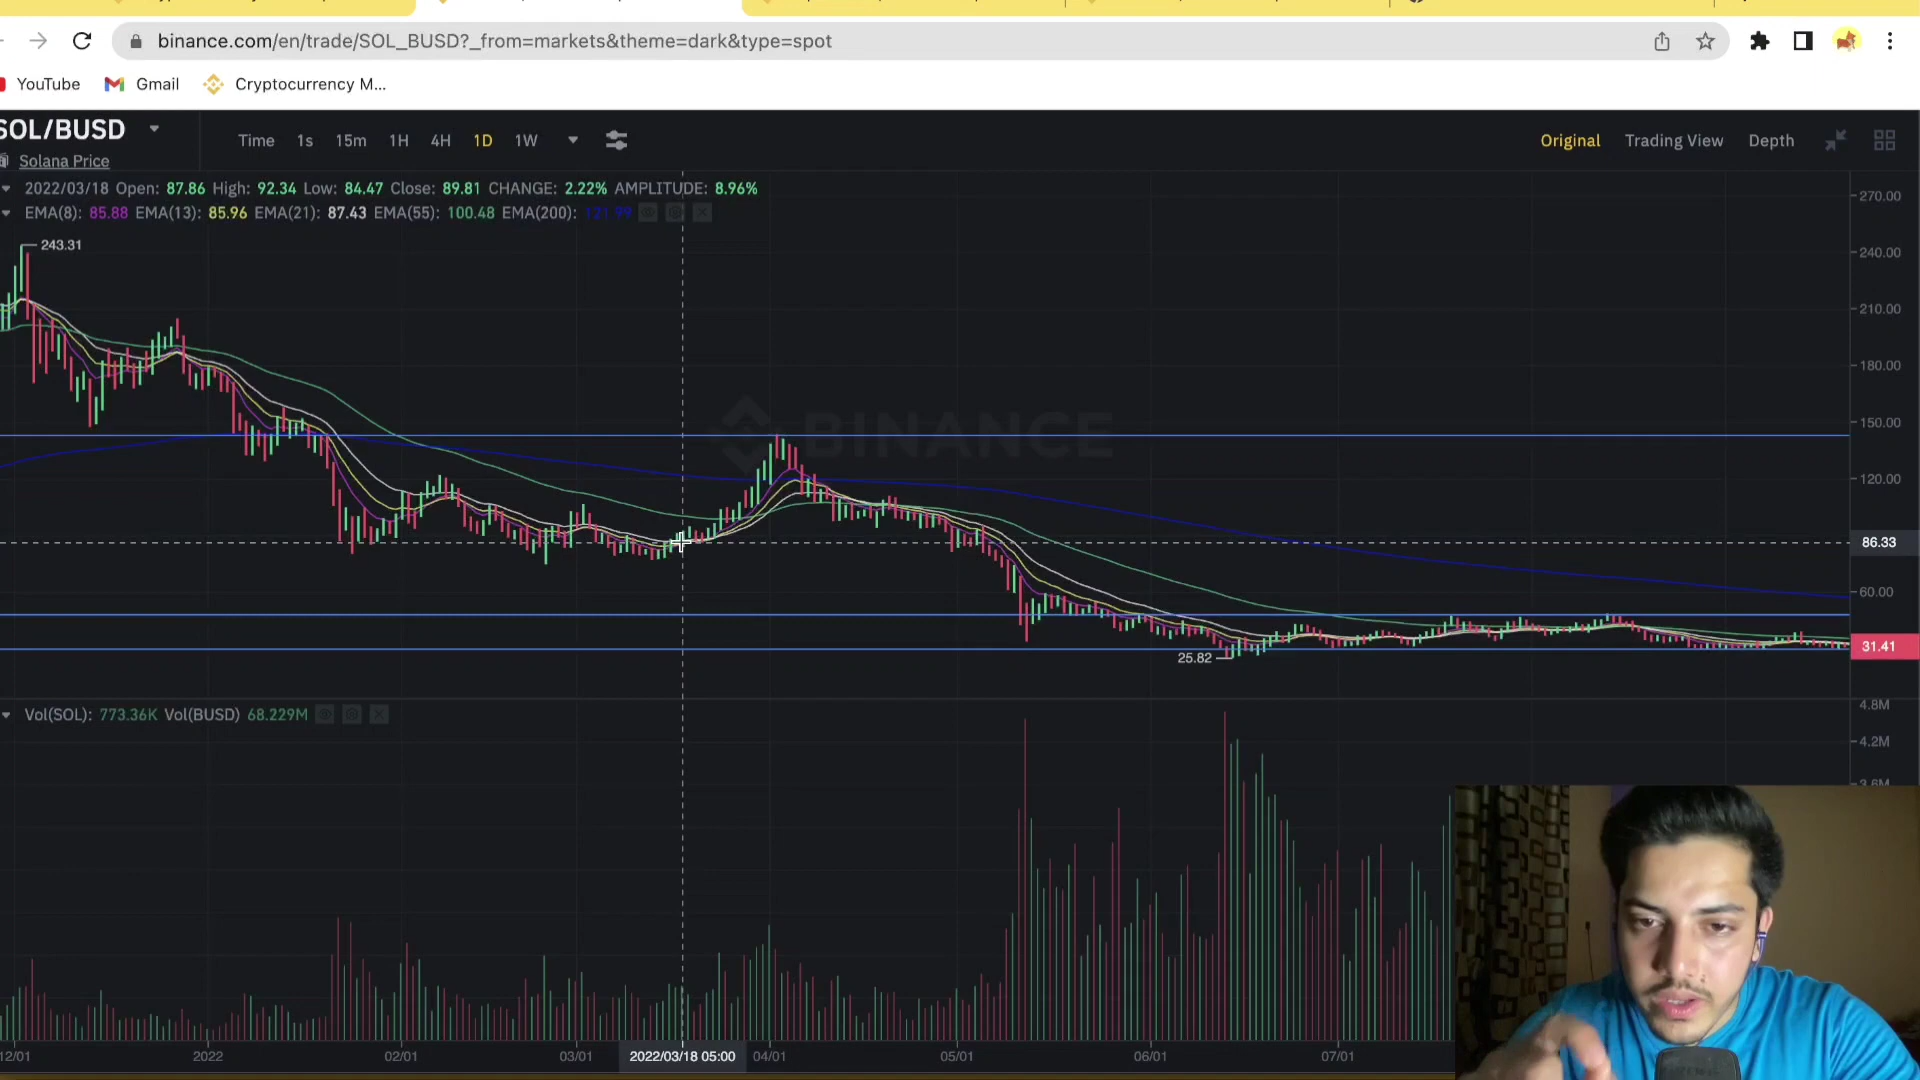 binance.com/en/trade/SOL_BUSD?_from=markets&theme=dark&type=spot
YouTube Gmail Cryptocurrency M...
SOL/BUSD
Solana Price
Time 1s 15m 1H 4H 1D 1W
Original Trading View Depth
2022/03/18 Open: 87.86 High: 92.34 Low: 84.47 Close: 89.81 CHANGE: 2.22% AMPLITUDE: 8.96%
EMA(8): 85.88 EMA(13): 85.96 EMA(21): 87.43 EMA(55): 100.48 EMA(200): 121.99
270.00
243.31
240.00
210.00
180.00
150.00
BINANCE
120.00
86.33
60.00
31.41
25.82
Vol(SOL): 773.36K Vol(BUSD) 68.229M
4.8M
4.2M
3.6M
12/01 2022 02/01 03/01 2022/03/18 05:00 04/01 05/01 06/01 07/01